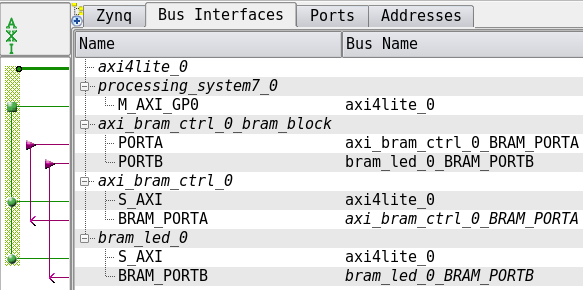 Zynq Bus Interfaces Ports Addresses
AXI
Name Bus Name
axi4lite_0
processing_system7_0
M_AXI_GP0 axi4lite_0
axi_bram_ctrl_0_bram_block
PORTA axi_bram_ctrl_0_BRAM_PORTA
PORTB bram_led_0_BRAM_PORTB
axi_bram_ctrl_0
S_AXI axi4lite_0
BRAM_PORTA axi_bram_ctrl_0_BRAM_PORTA
bram_led_0
S_AXI axi4lite_0
BRAM_PORTB bram_led_0_BRAM_PORTB